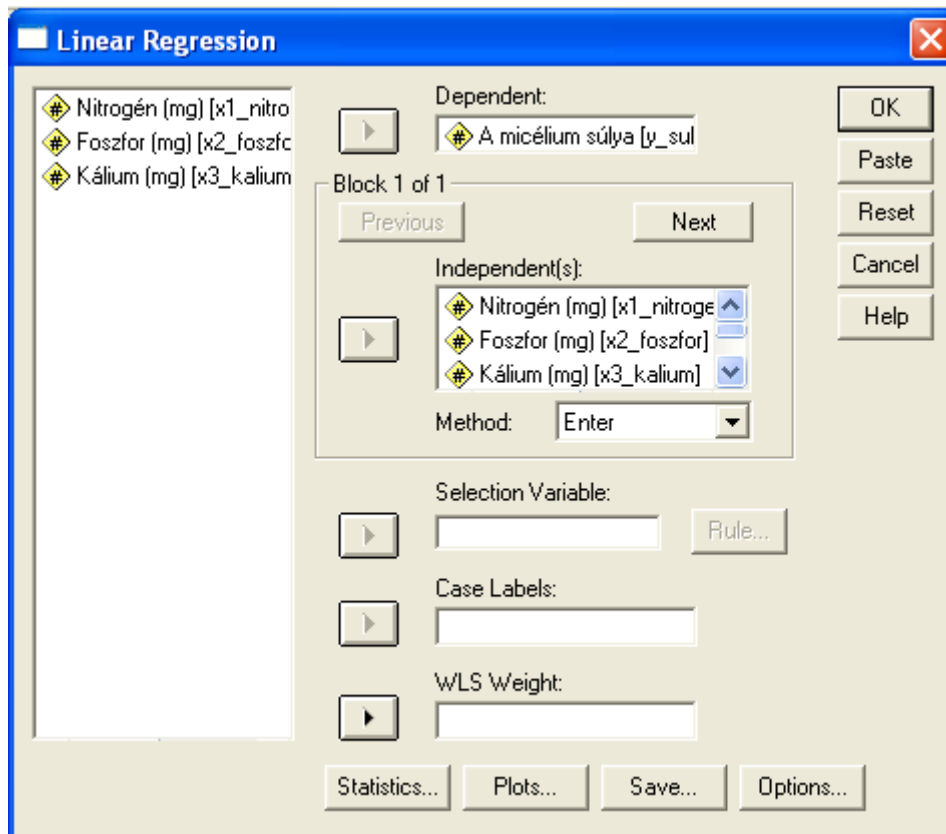 Linear Regression
Nitrogén (mg) [x1_nitro
Foszfor (mg) [x2_foszfc
Kálium (mg) [x3_kalium
Dependent:
A micélium súlya [y_sul
Block 1 of 1
Previous
Next
Independent(s):
Nitrogén (mg) [x1_nitroge
Foszfor (mg) [x2_foszfor]
Kálium (mg) [x3_kalium]
Method:
Enter
Selection Variable:
Rule...
Case Labels:
WLS Weight:
Statistics...
Plots...
Save...
Options...
OK
Paste
Reset
Cancel
Help